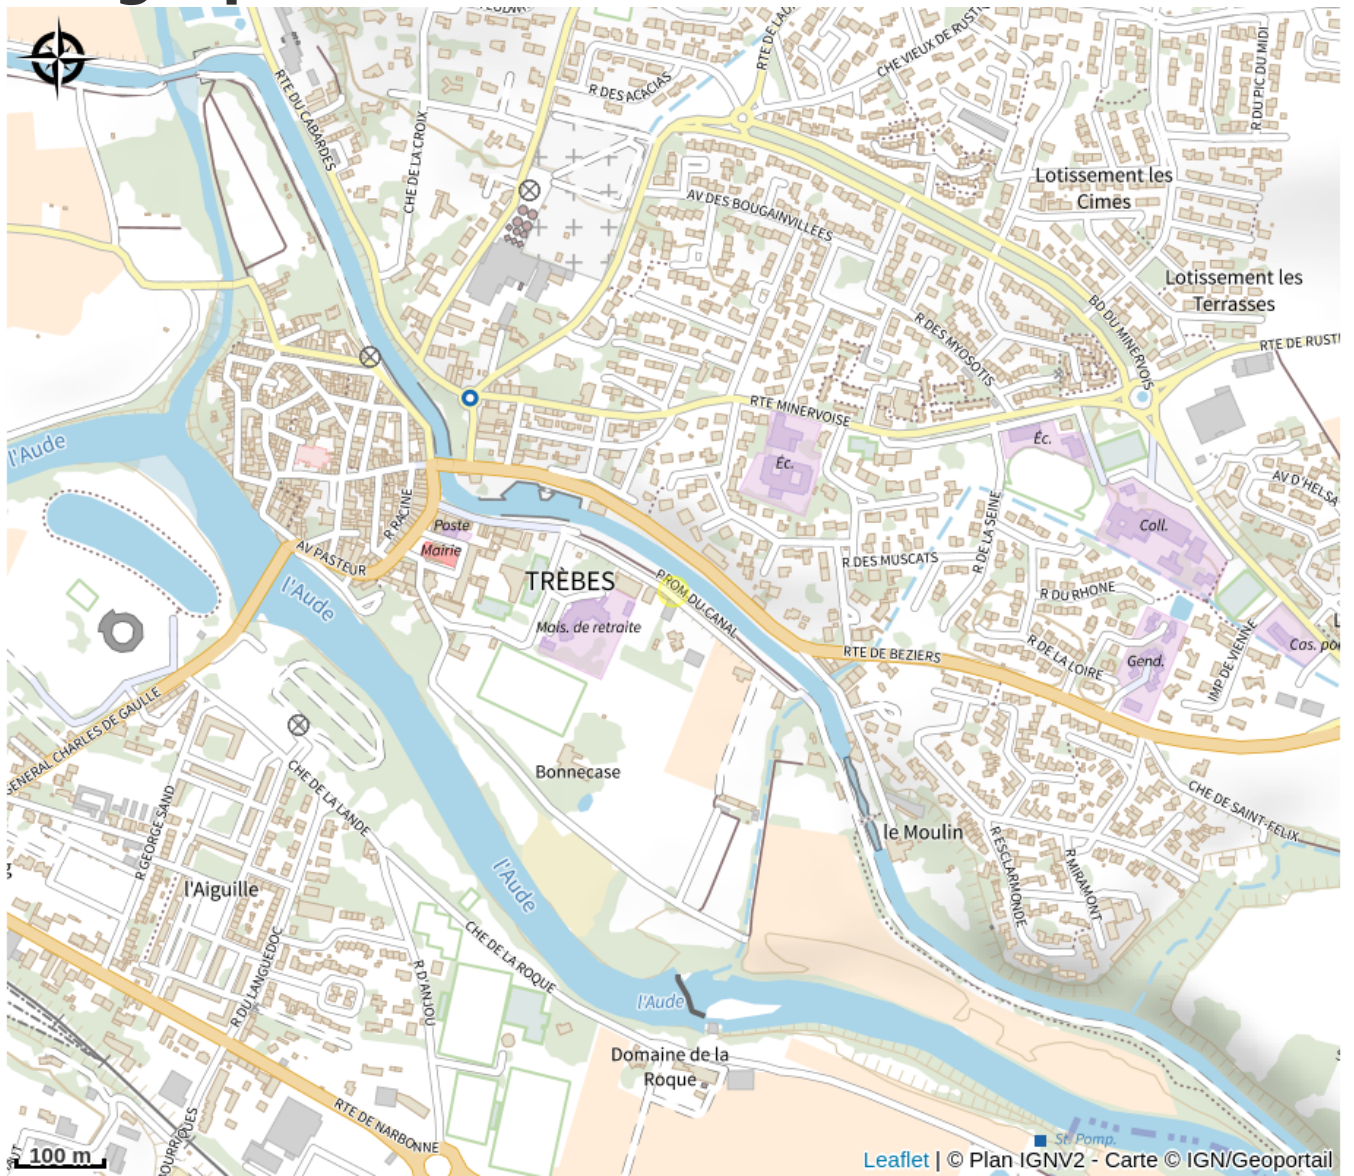 RTE DU CABARDES
CHE DE LA CROIX
R DES ACACIAS
CHE VIEUX DE RUSTI
R DU PIC DU MIDI
Lotissement les
Cimes
AV DES BOUGAINVILLEES
Lotissement les
Terrasses
R DES MYOSOTIS
BD DU MINERVOIS
RTE DE RUSTI
RTE MINERVOISE
l'Aude
Éc.
Éc.
AV D'HELSA
R RACINE
Poste
Mairie
AV PASTEUR
R DE LA SEINE
Coll.
R DES MUSCATS
TRÈBES
PROM DU CANAL
l'Aude
R DU RHONE
Mais. de retraite
RTE DE BEZIERS
R DE LA LOIRE
Gend.
IMP DE VIENNE
Cas. po
GENERAL CHARLES DE GAULLE
Bonnecase
CHE DE LA LANDE
R GEORGE SAND
CHE DE SAINT-FELIX
le Moulin
R ESCLARMONDE
R MIRAMONT
l'Aiguille
l'Aude
R DU LANGUEDOC
CHE DE LA ROQUE
R D'ANJOU
l'Aude
Domaine de la
Roque
RTE DE NARBONNE
St. Pomp.
100 m
Leaflet | © Plan IGNV2 - Carte © IGN/Geoportail